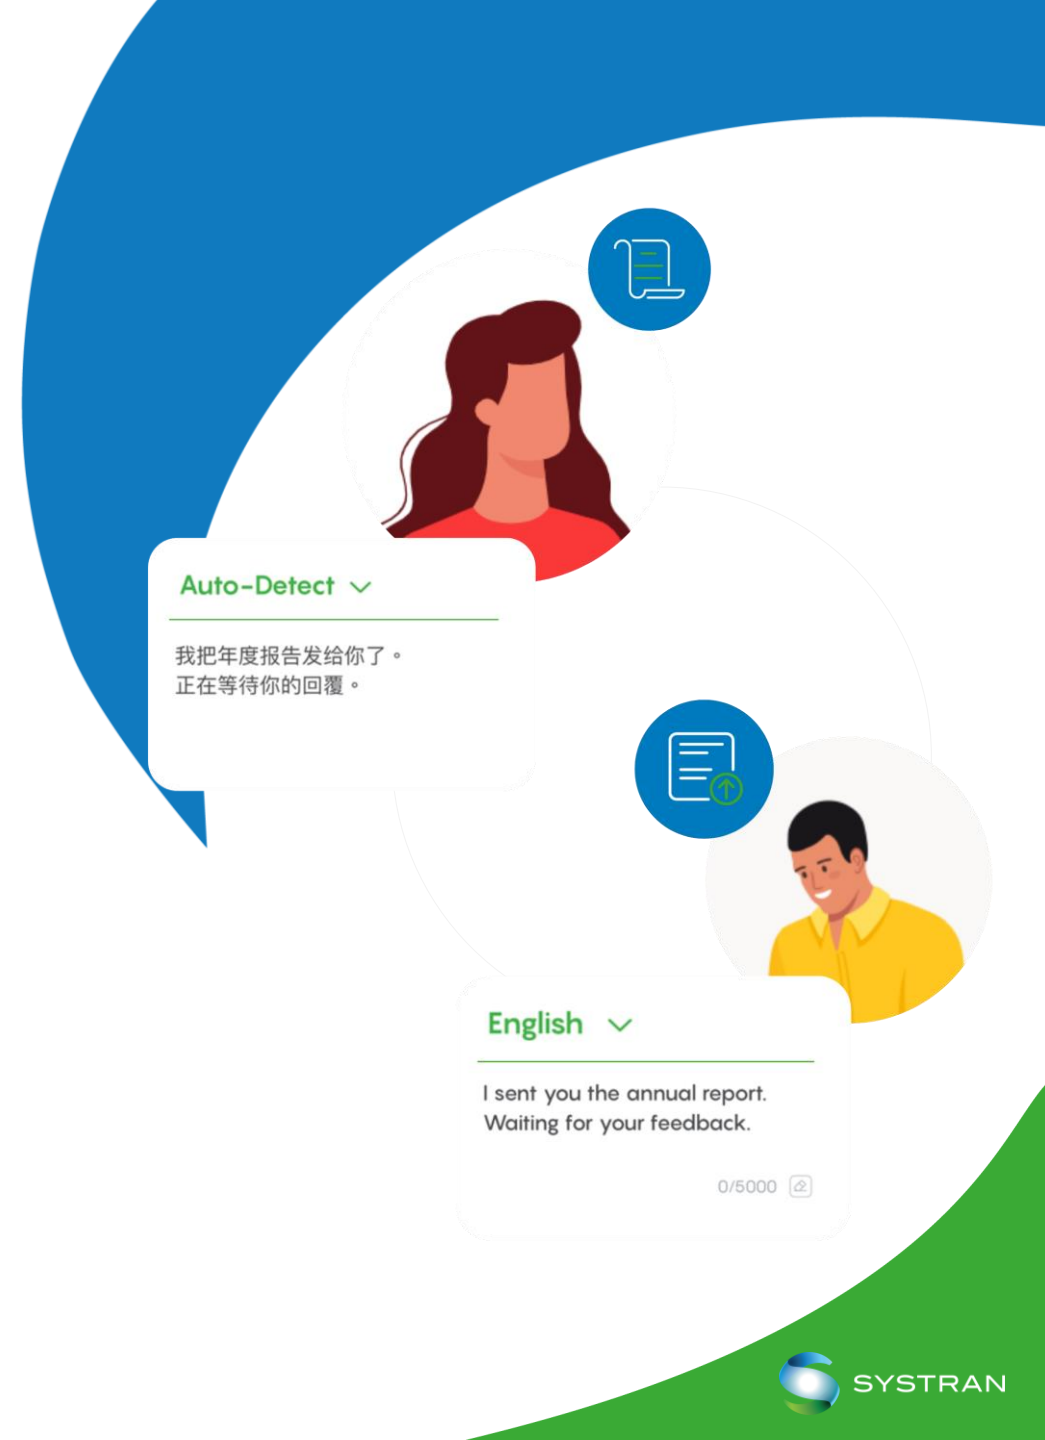 Auto-Detect
我把年度报告发给你了。
正在等待你的回覆。
English
I sent you the annual report.
Waiting for your feedback.
0/5000
SYSTRAN